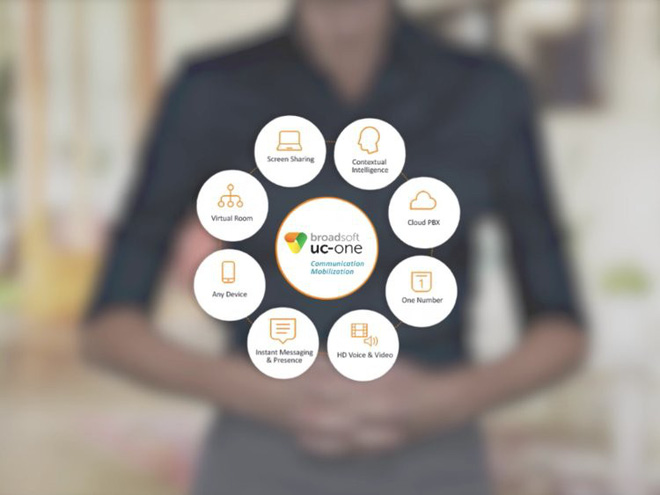 Screen Sharing
Contextual
Intelligence
Virtual Room
Cloud PBX
broadsoft
uc-one
Communication
Mobilization
Any Device
1
One Number
Instant Messaging
& Presence
HD Voice & Video